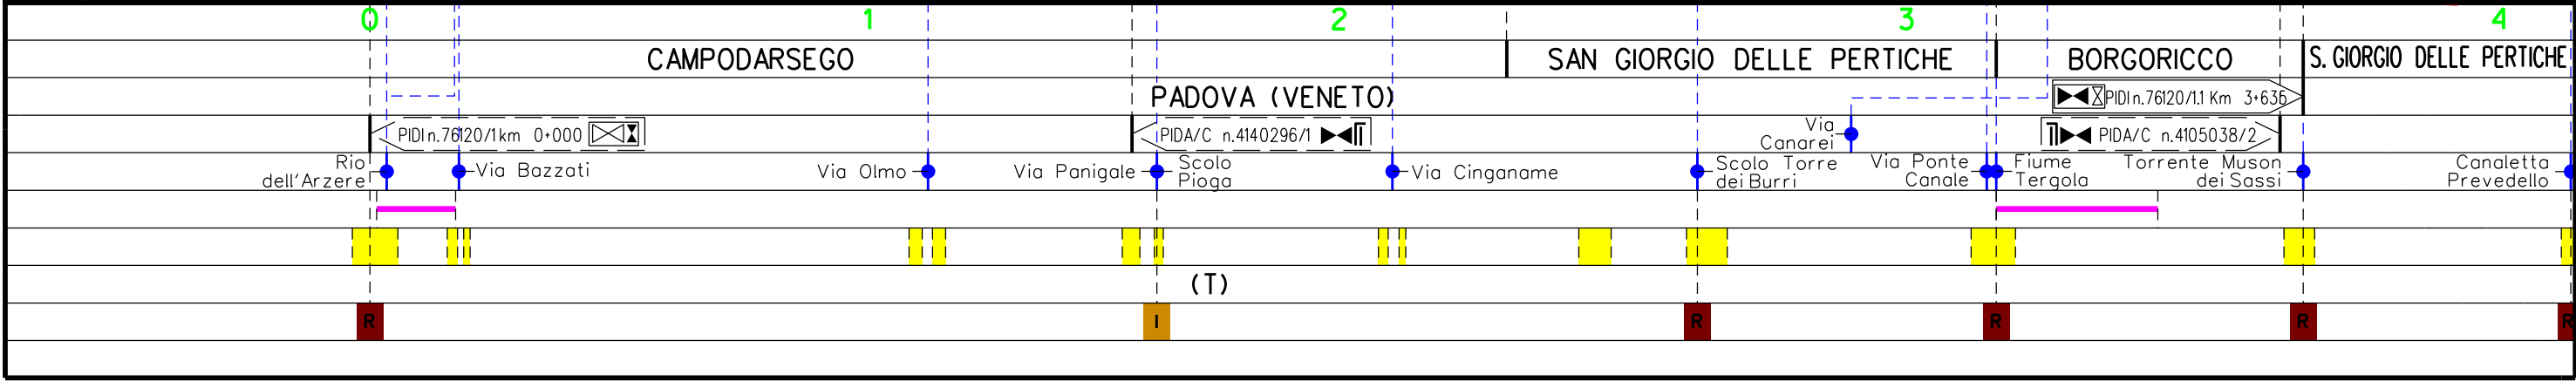 0 1 2 3 4
CAMPODARSEGO SAN GIORGIO DELLE PERTICHE BORGORICCO S. GIORGIO DELLE PERTICHE
PADOVA (VENETO) PIDI n.76120/1.1 Km 3+635
PIDI n.76120/1 km 0+000 PIDA/C n.4140296/1 Via PIDA/C n.4105038/2
Canarei
Rio Via Bazzati Via Olmo Via Panigale Scolo Via Cinganame Scolo Torre Via Ponte Fiume Torrente Muson Canaletta
dell'Arzere Pioga dei Burri Canale Tergola dei Sassi Prevedello
(T)
R I R R R R